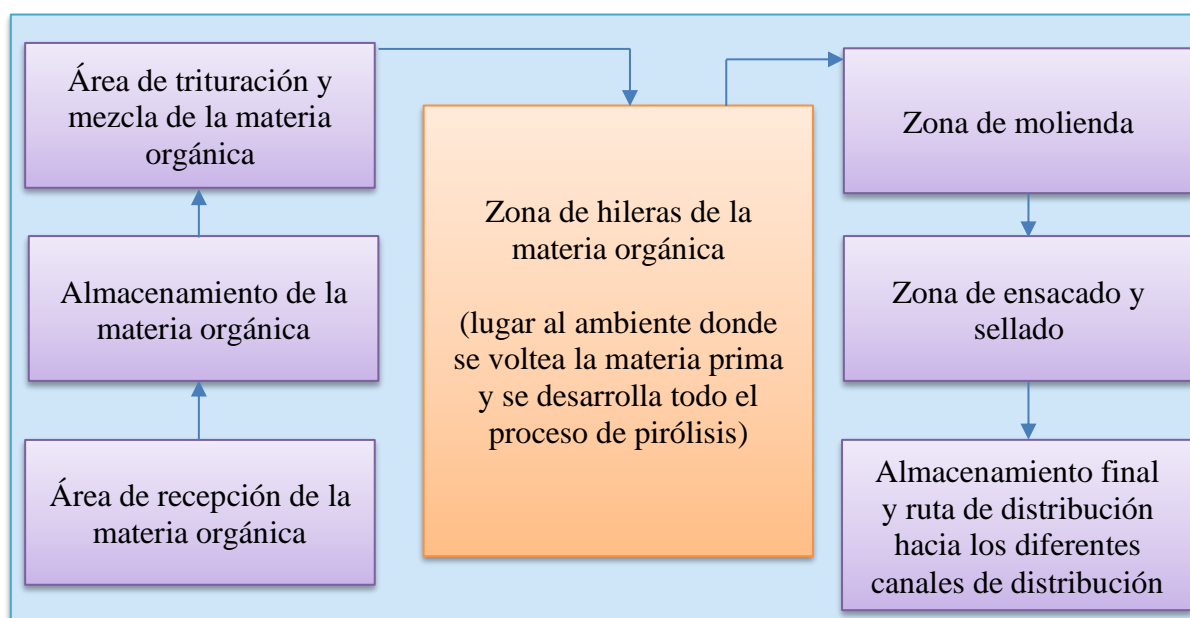 Área de trituración y
mezcla de la materia
orgánica
Almacenamiento de la
materia orgánica
Área de recepción de la
materia orgánica
Zona de hileras de la
materia orgánica
(lugar al ambiente donde
se voltea la materia prima
y se desarrolla todo el
proceso de pirólisis)
Zona de molienda
Zona de ensacado y
sellado
Almacenamiento final
y ruta de distribución
hacia los diferentes
canales de distribución